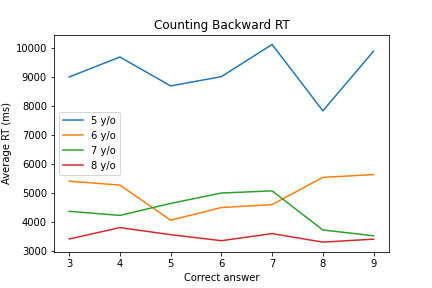 Counting Backward RT
Average RT (ms)
10000
9000
8000
7000
6000
5000
4000
3000
5 y/o
6 y/o
7 y/o
8 y/o
3 4 5 6 7 8 9
Correct answer